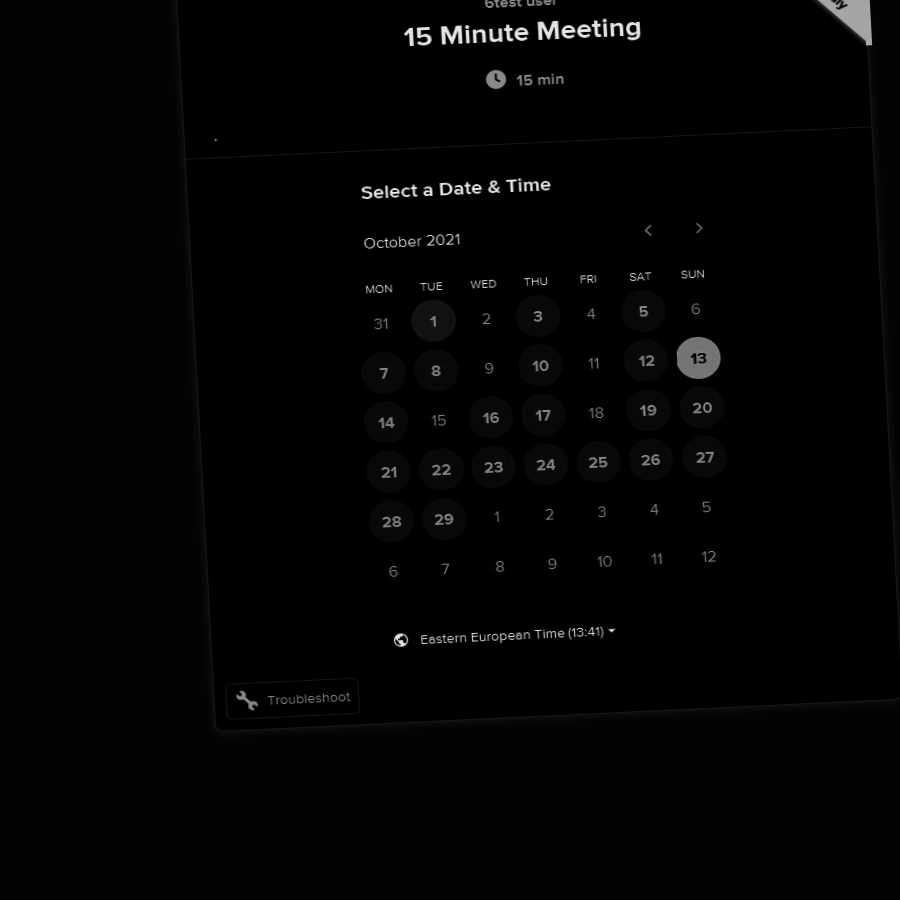 6test user
15 Minute Meeting
15 min
Select a Date & Time
October 2021
MON TUE WED THU FRI SAT SUN
31 1 2 3 4 5 6
7 8 9 10 11 12 13
14 15 16 17 18 19 20
21 22 23 24 25 26 27
28 29 1 2 3 4 5
6 7 8 9 10 11 12
Eastern European Time (13:41)
Troubleshoot